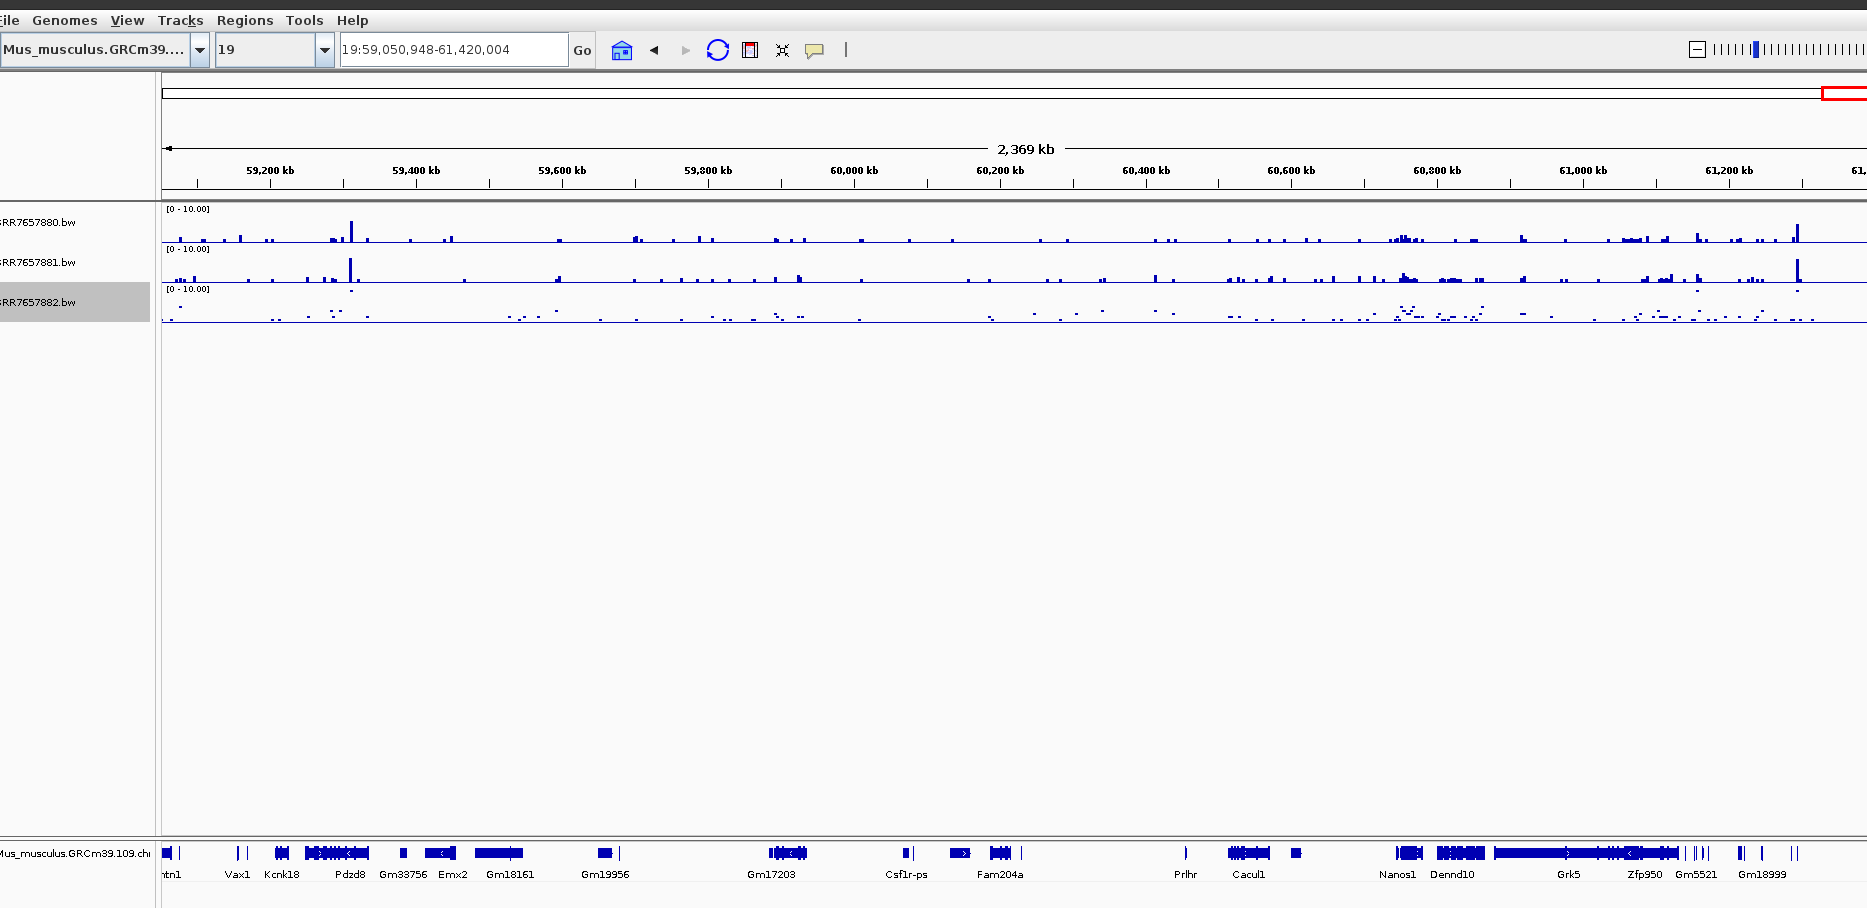 File Genomes View Tracks Regions Tools Help
Mus_musculus.GRCm39.... 19 19:59,050,948-61,420,004 Go
2,369 kb
59,200 kb 59,400 kb 59,600 kb 59,800 kb 60,000 kb 60,200 kb 60,400 kb 60,600 kb 60,800 kb 61,000 kb 61,200 kb 61,
[0 - 10.00]
SRR7657880.bw
[0 - 10.00]
SRR7657881.bw
[0 - 10.00]
SRR7657882.bw
Mus_musculus.GRCm39.109.chr
ntn1 Vax1 Kcnk18 Pdzd8 Gm33756 Emx2 Gm18161 Gm19956 Gm17203 Csf1r-ps Fam204a Prlhr Cacul1 Nanos1 Dennd10 Grk5 Zfp950 Gm5521 Gm18999